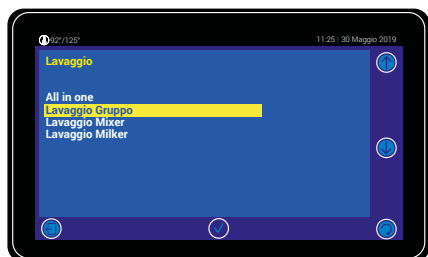 92°/125°
11:25 | 30 Maggio 2019
Lavaggio
All in one
Lavaggio Gruppo
Lavaggio Mixer
Lavaggio Milker